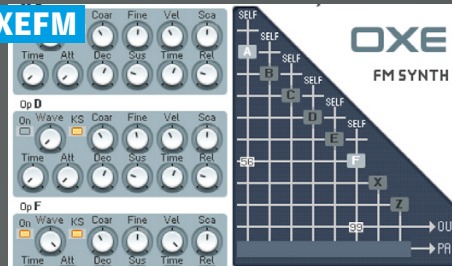 XEFM
Coar Fine Vel Sca
Time Att Dec Sus Time Rel
Op D
On Wave KS Coar Fine Vel Sca
Time Att Dec Sus Time Rel
Op F
On Wave KS Coar Fine Vel Sca
Time Att Dec Sus Time Rel
SELF
A
SELF
B
SELF
C
SELF
D
SELF
E
SELF
56
F
X
Z
99
OU
PA
OXE
FM SYNTH